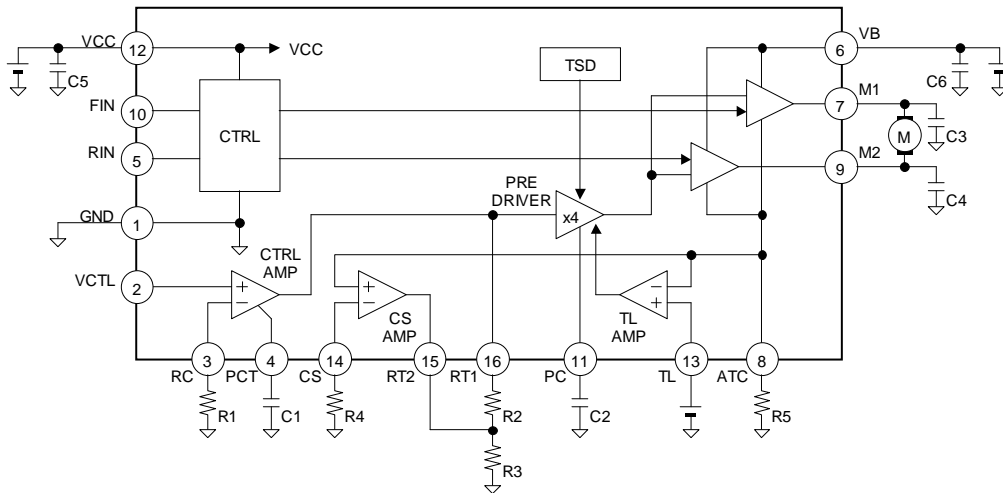 VCC
12
VCC
C5
TSD
VB
6
C6
FIN
10
CTRL
M1
7
M
C3
RIN
5
M2
9
C4
PRE
DRIVER
x4
GND
1
CTRL
AMP
VCTL
2
+
−
+
−
CS
AMP
−
+
TL
AMP
3
4
14
15
16
11
13
8
RC
PCT
CS
RT2
RT1
PC
TL
ATC
R1
C1
R4
R2
C2
R5
R3